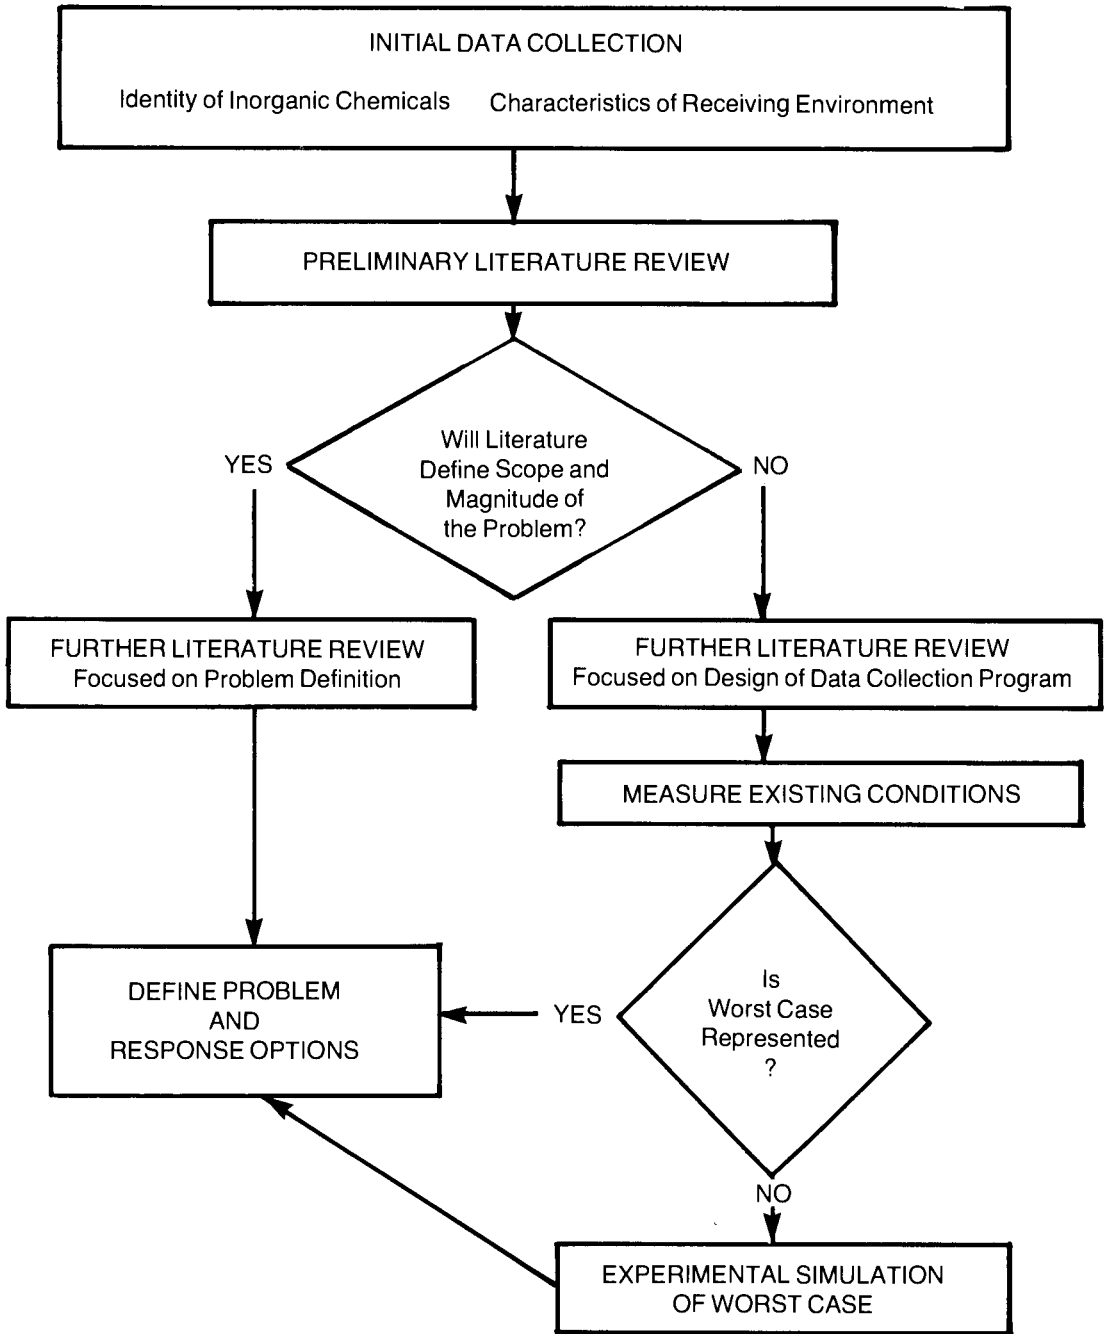 INITIAL DATA COLLECTION
Identity of Inorganic Chemicals Characteristics of Receiving Environment
PRELIMINARY LITERATURE REVIEW
Will Literature
Define Scope and
Magnitude of
the Problem?
YES
NO
FURTHER LITERATURE REVIEW
Focused on Problem Definition
FURTHER LITERATURE REVIEW
Focused on Design of Data Collection Program
MEASURE EXISTING CONDITIONS
Is
Worst Case
Represented
?
YES
DEFINE PROBLEM
AND
RESPONSE OPTIONS
NO
EXPERIMENTAL SIMULATION
OF WORST CASE